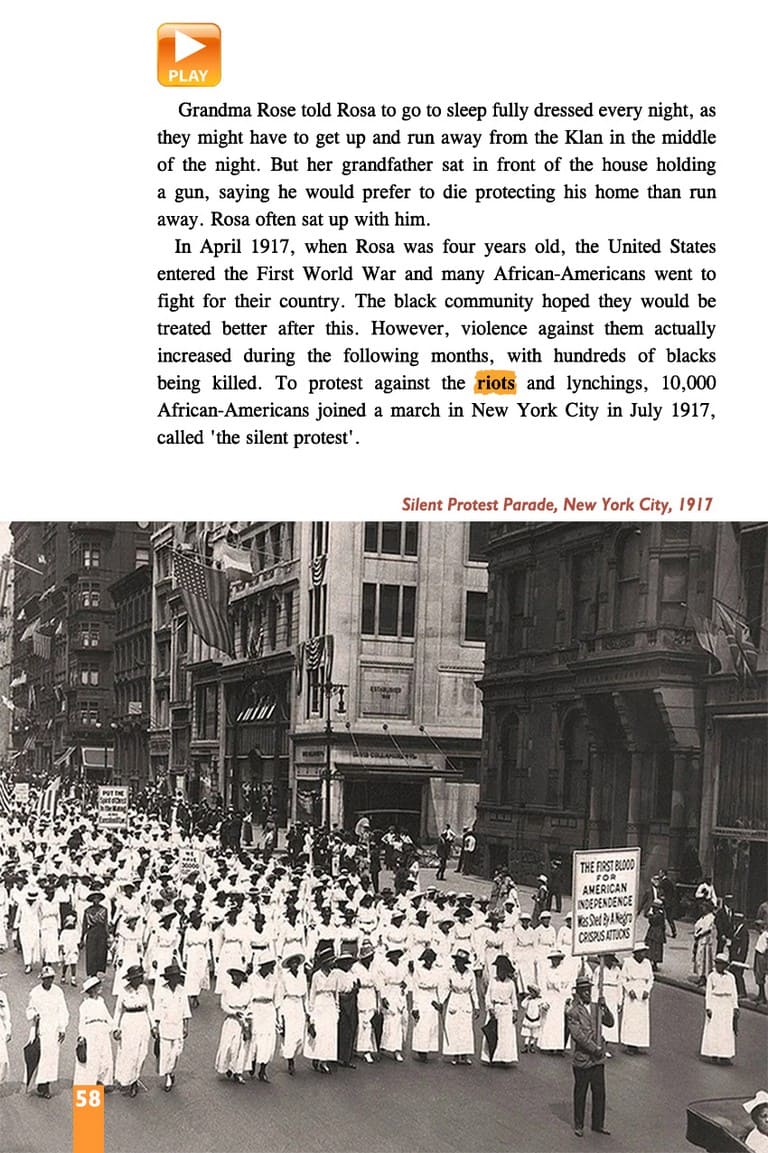 PLAY
Grandma Rose told Rosa to go to sleep fully dressed every night, as
they might have to get up and run away from the Klan in the middle
of the night. But her grandfather sat in front of the house holding
a gun, saying he would prefer to die protecting his home than run
away. Rosa often sat up with him.
In April 1917, when Rosa was four years old, the United States
entered the First World War and many African-Americans went to
fight for their country. The black community hoped they would be
treated better after this. However, violence against them actually
increased during the following months, with hundreds of blacks
being killed. To protest against the riots and lynchings, 10,000
African-Americans joined a march in New York City in July 1917,
called 'the silent protest'.
Silent Protest Parade, New York City, 1917
ESTABLISHED
PUT THE
THE FIRST BLOOD
FOR
AMERICAN
INDEPENDENCE
Was Shed By A Negro
CRISPUS ATTUCKS
58